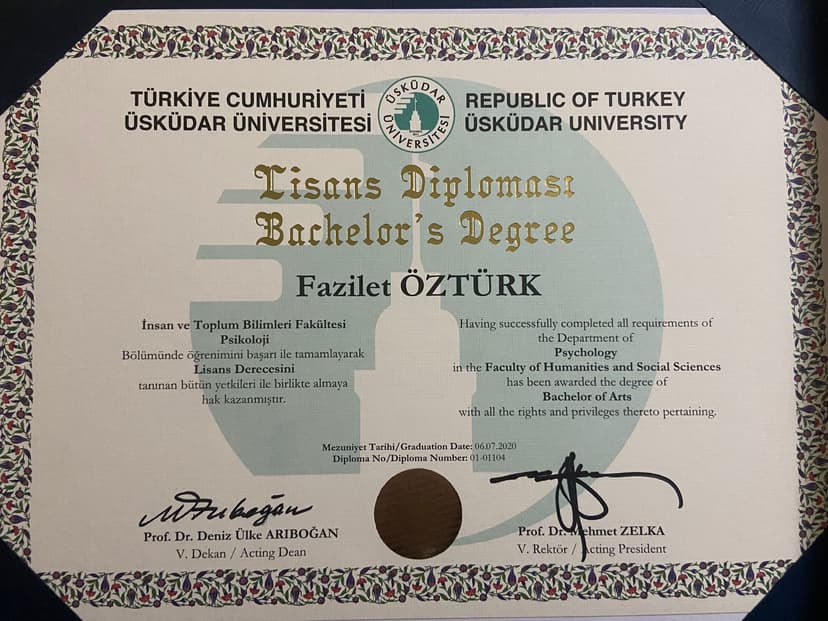 TÜRKİYE CUMHURİYETİ
ÜSKÜDAR ÜNİVERSİTESİ
ÜSKÜDAR
ÜNİVERSİTESİ
REPUBLIC OF TURKEY
ÜSKÜDAR UNIVERSITY
Lisans Diploması
Bachelor's Degree
Fazilet ÖZTÜRK
İnsan ve Toplum Bilimleri Fakültesi
Psikoloji
Bölümünde öğrenimini başarı ile tamamlayarak
Lisans Derecesini
tanınan bütün yetkileri ile birlikte almaya
hak kazanmıştır.
Having successfully completed all requirements of
the Department of
Psychology
in the Faculty of Humanities and Social Sciences
has been awarded the degree of
Bachelor of Arts
with all the rights and privileges thereto pertaining.
Mezuniyet Tarihi/Graduation Date: 06.07.2020
Diploma No/Diploma Number: 01-01104
Prof. Dr. Deniz Ülke ARIBOĞAN
V. Dekan / Acting Dean
Prof. Dr. Mehmet ZELKA
V. Rektör / Acting President